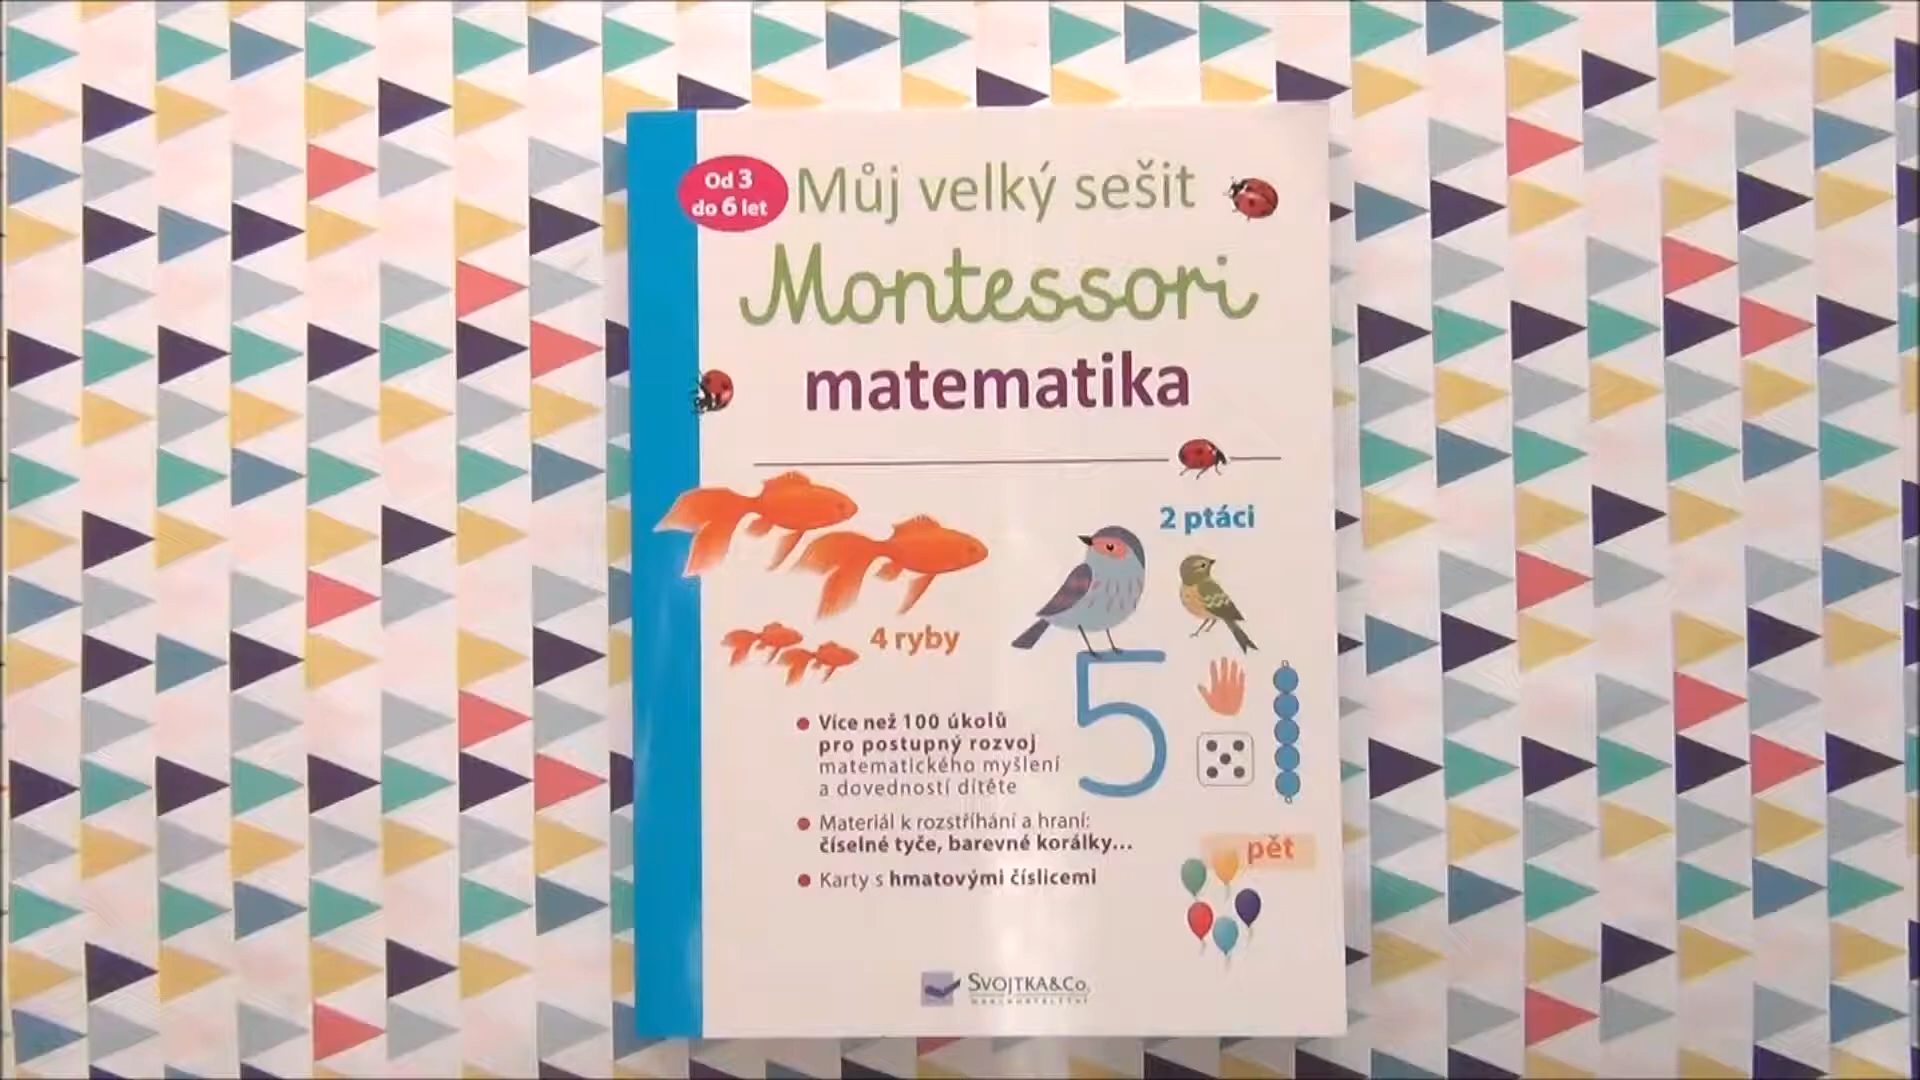 Od 3
do 6 let
Můj velký sešit
Montessori
matematika
2 ptáci
4 ryby
5
Více než 100 úkolů
pro postupný rozvoj
matematického myšlení
a dovedností dítěte
Materiál k rozstříhání a hraní:
číselné tyče, barevné korálky...
Karty s hmatovými číslicemi
pět
SVOJTKA&Co.